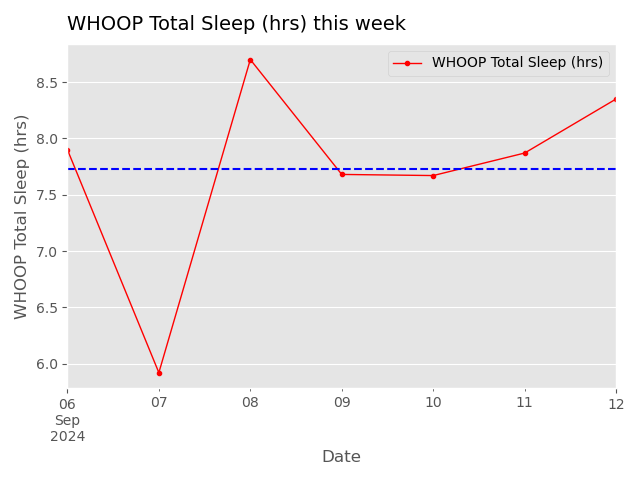 WHOOP Total Sleep (hrs) this week
WHOOP Total Sleep (hrs)
WHOOP Total Sleep (hrs)
8.5
8.0
7.5
7.0
6.5
6.0
06 07 08 09 10 11 12
Sep
2024
Date